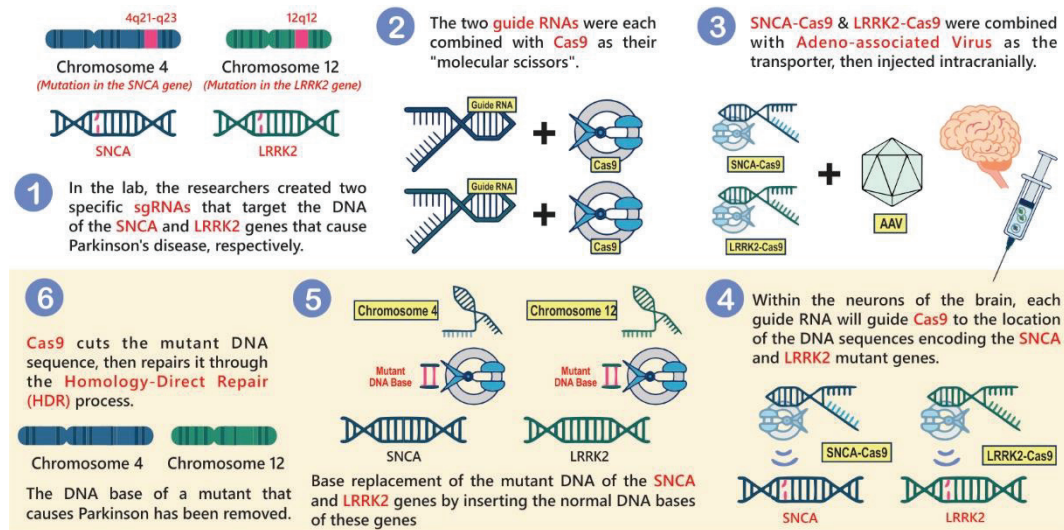 4q21-q23
12q12
Chromosome 4
Chromosome 12
(Mutation in the SNCA gene)
(Mutation in the LRRK2 gene)
SNCA
LRRK2
1
In the lab, the researchers created two
specific sgRNAs that target the DNA
of the SNCA and LRRK2 genes that cause
Parkinson's disease, respectively.
2
The two guide RNAs were each
combined with Cas9 as their
"molecular scissors".
Guide RNA
+
Cas9
Guide RNA
+
Cas9
3
SNCA-Cas9 & LRRK2-Cas9 were combined
with Adeno-associated Virus as the
transporter, then injected intracranially.
SNCA-Cas9
+
LRRK2-Cas9
AAV
4
Within the neurons of the brain, each
guide RNA will guide Cas9 to the location
of the DNA sequences encoding the SNCA
and LRRK2 mutant genes.
SNCA-Cas9
LRRK2-Cas9
SNCA
LRRK2
5
Chromosome 4
Chromosome 12
Mutant
DNA Base
Mutant
DNA Base
SNCA
LRRK2
Base replacement of the mutant DNA of the SNCA
and LRRK2 genes by inserting the normal DNA bases
of these genes
6
Cas9 cuts the mutant DNA
sequence, then repairs it through
the Homology-Direct Repair
(HDR) process.
Chromosome 4
Chromosome 12
The DNA base of a mutant that
causes Parkinson has been removed.